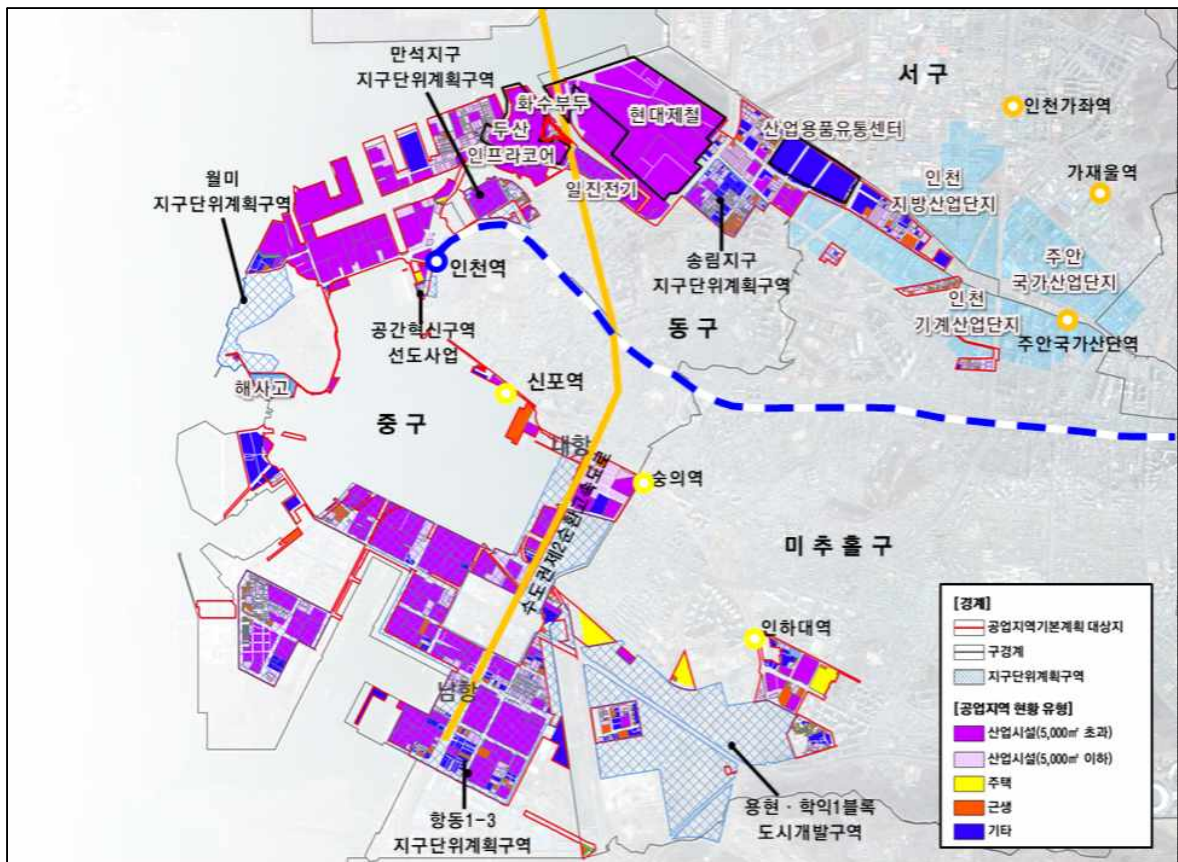 만석지구
지구단위계획구역
서구
화수부두
현대제철
인천가좌역
두산
인프라코어
산업용품유통센터
월미
지구단위계획구역
일진전기
인천
지방산업단지
가재울역
인천역
송림지구
지구단위계획구역
주안
국가산업단지
공간혁신구역
선도사업
동구
인천
기계산업단지
주안국가산단역
해사고
신포역
중구
내항
숭의역
수도권제2순환고속도로
미추홀구
인하대역
남항
항동1-3
지구단위계획구역
용현·학익1블록
도시개발구역
[경계]
공업지역기본계획 대상지
구경계
지구단위계획구역
[공업지역 현황 유형]
산업시설(5,000㎡ 초과)
산업시설(5,000㎡ 이하)
주택
근생
기타